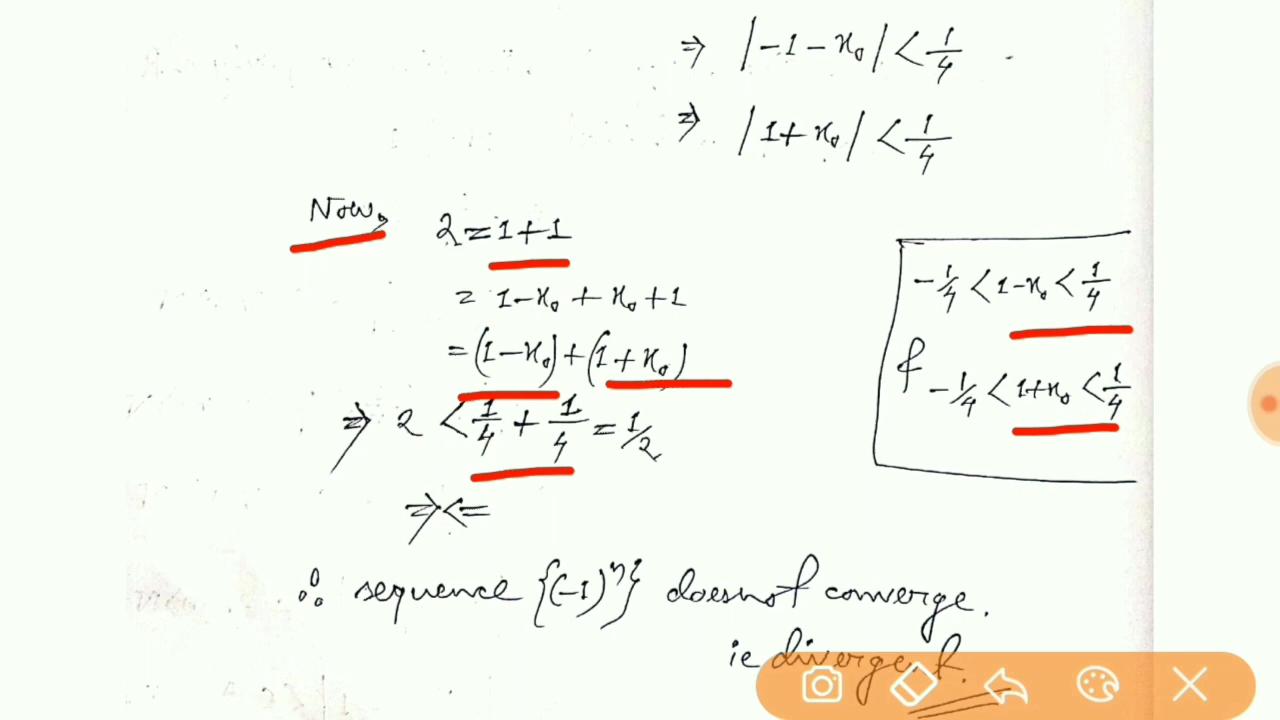 ⇒ |-1-x₀| < 1/4
⇒ |1+x₀| < 1/4
Now, 2 = 1+1
= 1-x₀ + x₀ + 1
= (1-x₀) + (1+x₀)
⇒ 2 < 1/4 + 1/4 = 1/2
⇒⇐
-1/4 < 1-x₀ < 1/4
& -1/4 < 1+x₀ < 1/4
∴ sequence {(-1)ⁿ} doesnot converge.
ie divergent.